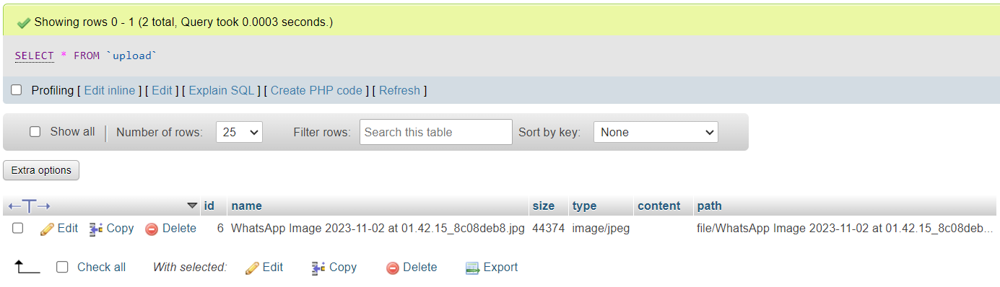 Showing rows 0 - 1 (2 total, Query took 0.0003 seconds.)
SELECT * FROM `upload`
Profiling [ Edit inline ] [ Edit ] [ Explain SQL ] [ Create PHP code ] [ Refresh ]
Show all Number of rows: 25 Filter rows: Search this table Sort by key: None
Extra options
id name size type content path
Edit Copy Delete 6 WhatsApp Image 2023-11-02 at 01.42.15_8c08deb8.jpg 44374 image/jpeg file/WhatsApp Image 2023-11-02 at 01.42.15_8c08deb...
Check all With selected: Edit Copy Delete Export